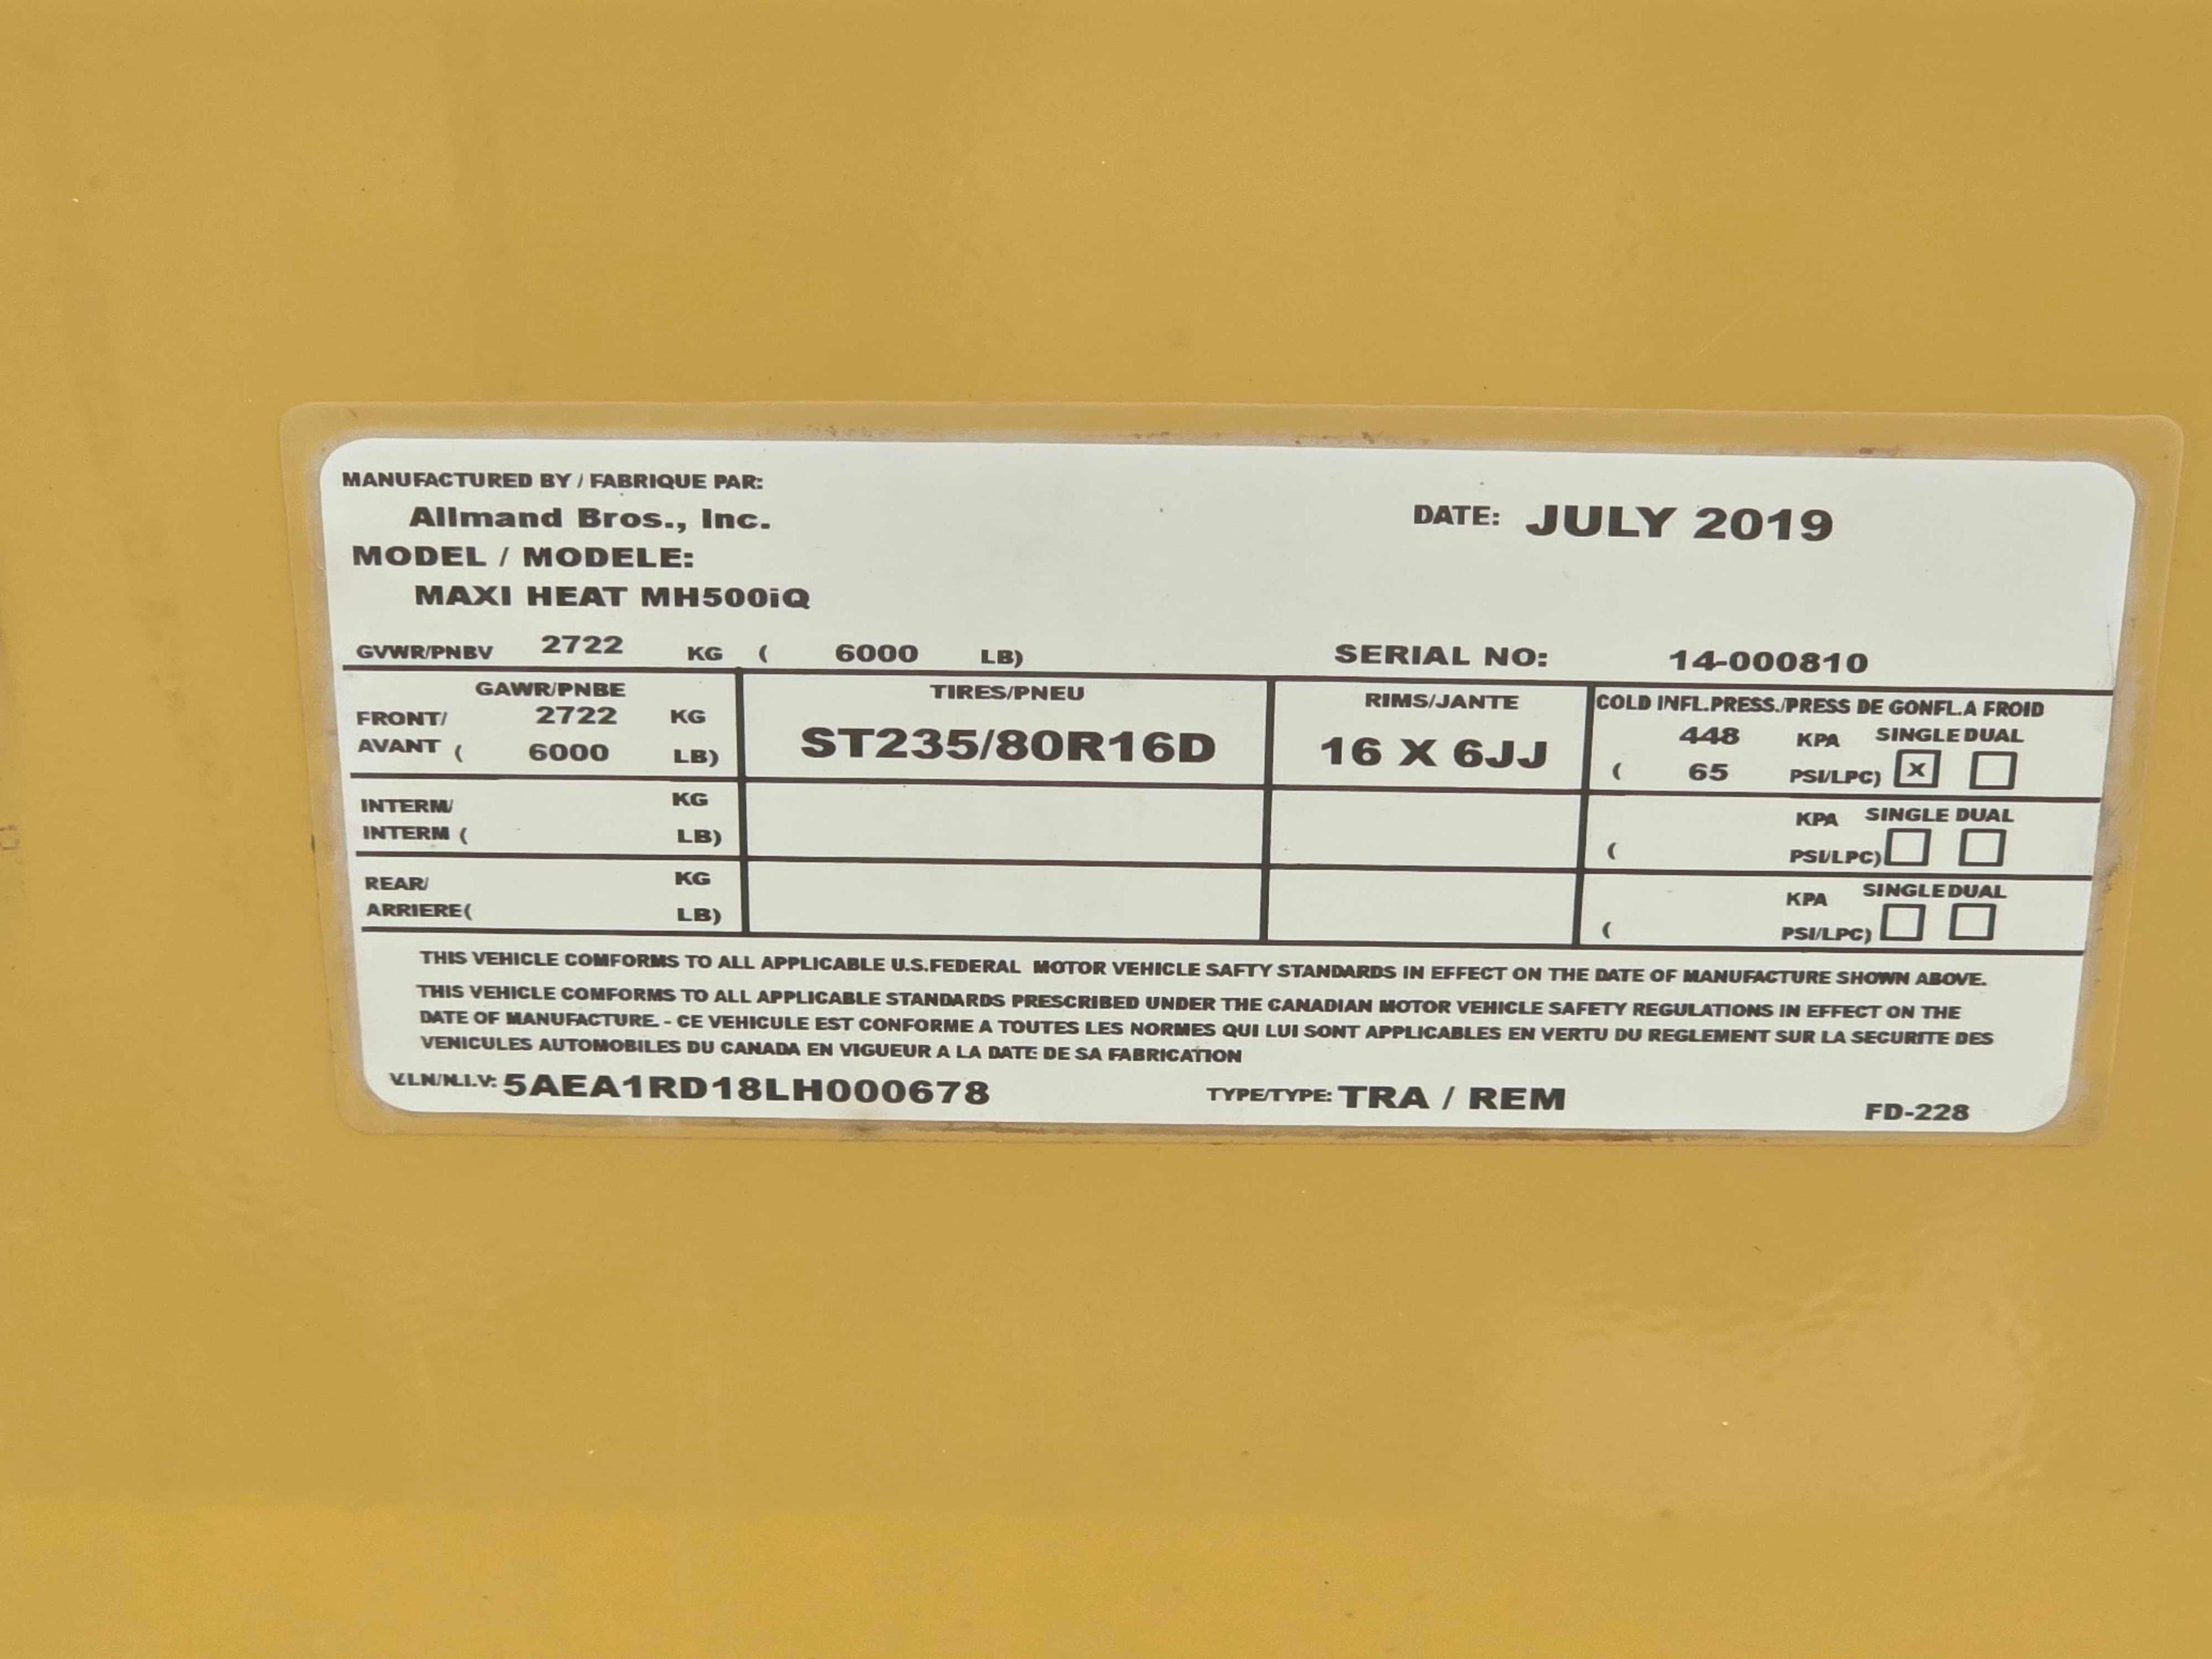 MANUFACTURED BY / FABRIQUE PAR:
Allmand Bros., Inc.
DATE: JULY 2019
MODEL / MODELE:
MAXI HEAT MH500iQ
GVWR/PNBV 2722 KG ( 6000 LB) SERIAL NO: 14-000810
GAWR/PNBE TIRES/PNEU RIMS/JANTE COLD INFL.PRESS./PRESS DE GONFL.A FROID
FRONT/ 2722 KG ST235/80R16D 16 X 6JJ 448 KPA SINGLE DUAL
AVANT ( 6000 LB) ( 65 PSI/LPC) X
INTERM/ KG KPA SINGLE DUAL
INTERM ( LB) ( PSI/LPC)
REAR/ KG KPA SINGLE DUAL
ARRIERE ( LB) ( PSI/LPC)
THIS VEHICLE COMFORMS TO ALL APPLICABLE U.S.FEDERAL MOTOR VEHICLE SAFTY STANDARDS IN EFFECT ON THE DATE OF MANUFACTURE SHOWN ABOVE.
THIS VEHICLE COMFORMS TO ALL APPLICABLE STANDARDS PRESCRIBED UNDER THE CANADIAN MOTOR VEHICLE SAFETY REGULATIONS IN EFFECT ON THE
DATE OF MANUFACTURE. - CE VEHICULE EST CONFORME A TOUTES LES NORMES QUI LUI SONT APPLICABLES EN VERTU DU REGLEMENT SUR LA SECURITE DES
VENICULES AUTOMOBILES DU CANADA EN VIGUEUR A LA DATE DE SA FABRICATION
V.I.N/N.I.V: 5AEA1RD18LH000678 TYPE/TYPE: TRA / REM FD-228